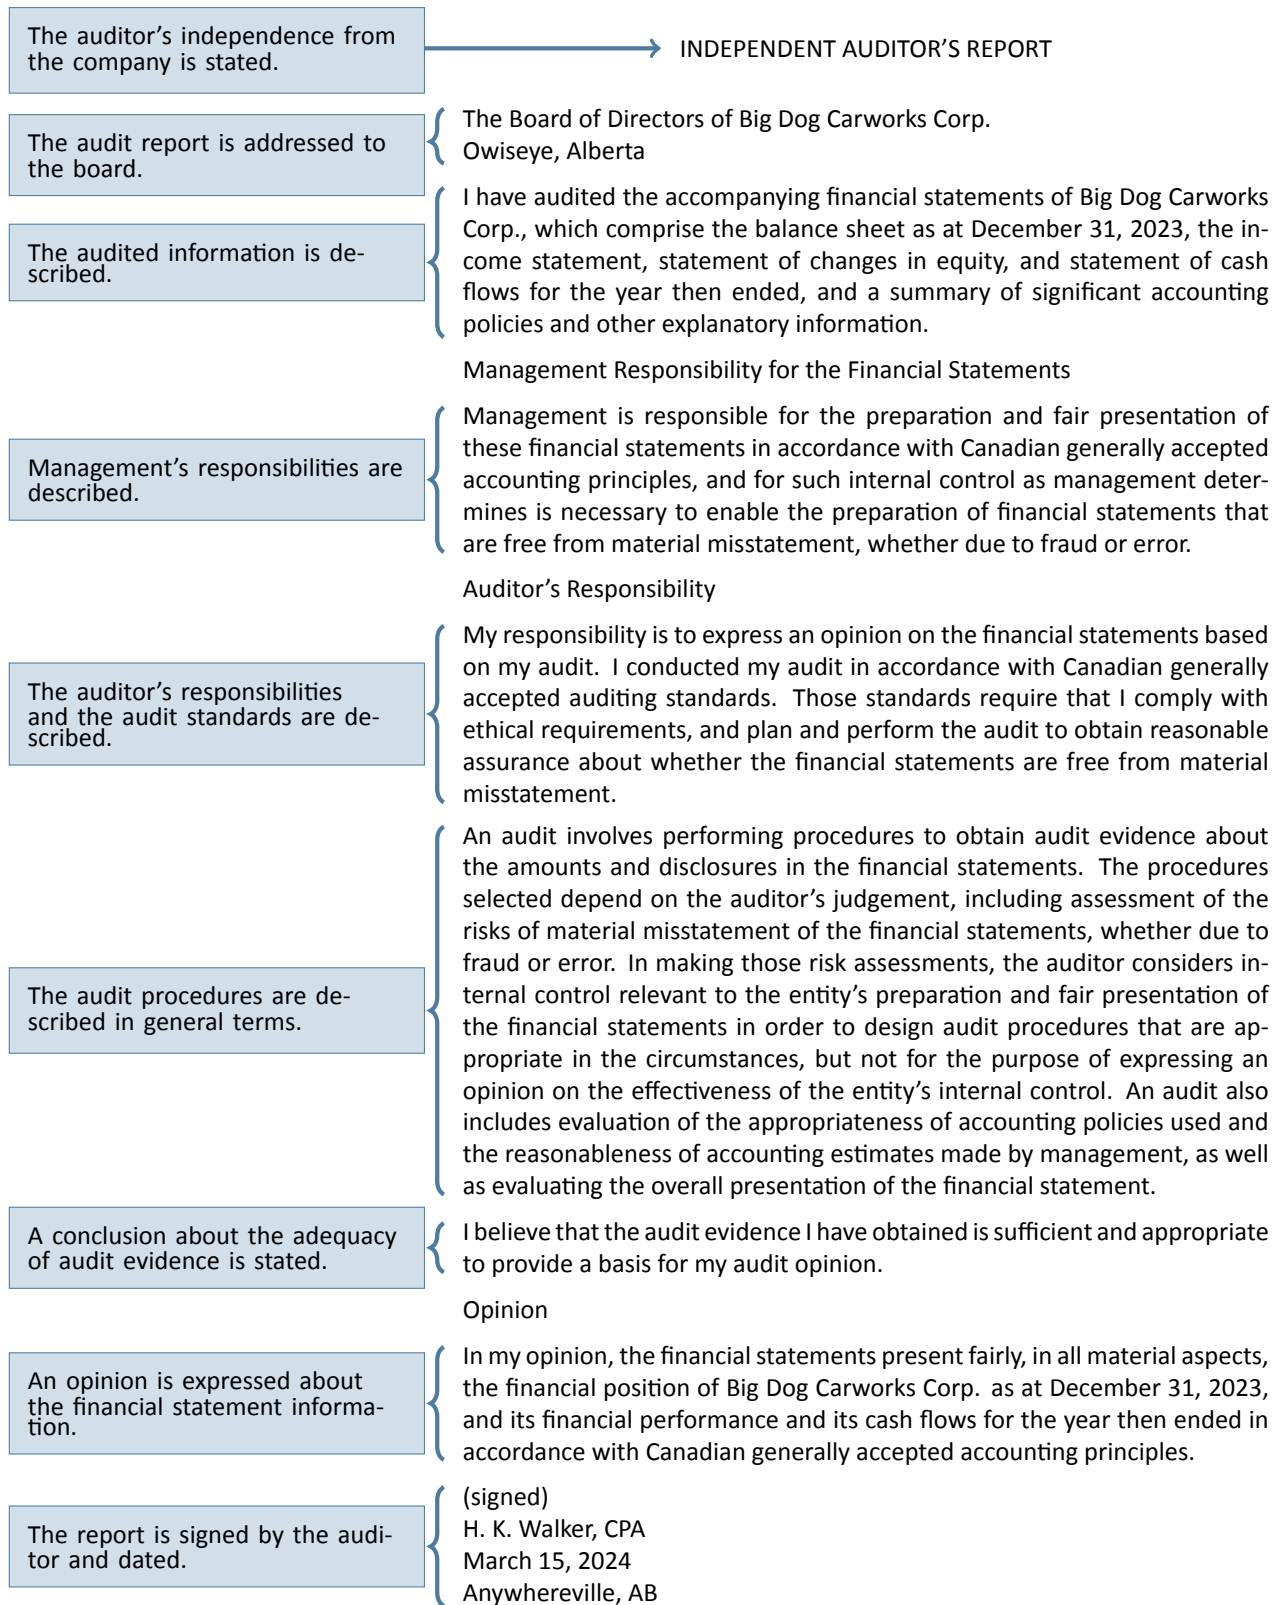 The auditor's independence from
the company is stated.
INDEPENDENT AUDITOR'S REPORT
The audit report is addressed to
the board.
The Board of Directors of Big Dog Carworks Corp.
Owiseye, Alberta
The audited information is de-
scribed.
I have audited the accompanying financial statements of Big Dog Carworks
Corp., which comprise the balance sheet as at December 31, 2023, the in-
come statement, statement of changes in equity, and statement of cash
flows for the year then ended, and a summary of significant accounting
policies and other explanatory information.
Management Responsibility for the Financial Statements
Management's responsibilities are
described.
Management is responsible for the preparation and fair presentation of
these financial statements in accordance with Canadian generally accepted
accounting principles, and for such internal control as management deter-
mines is necessary to enable the preparation of financial statements that
are free from material misstatement, whether due to fraud or error.
Auditor's Responsibility
The auditor's responsibilities
and the audit standards are de-
scribed.
My responsibility is to express an opinion on the financial statements based
on my audit. I conducted my audit in accordance with Canadian generally
accepted auditing standards. Those standards require that I comply with
ethical requirements, and plan and perform the audit to obtain reasonable
assurance about whether the financial statements are free from material
misstatement.
The audit procedures are de-
scribed in general terms.
An audit involves performing procedures to obtain audit evidence about
the amounts and disclosures in the financial statements. The procedures
selected depend on the auditor's judgement, including assessment of the
risks of material misstatement of the financial statements, whether due to
fraud or error. In making those risk assessments, the auditor considers in-
ternal control relevant to the entity's preparation and fair presentation of
the financial statements in order to design audit procedures that are ap-
propriate in the circumstances, but not for the purpose of expressing an
opinion on the effectiveness of the entity's internal control. An audit also
includes evaluation of the appropriateness of accounting policies used and
the reasonableness of accounting estimates made by management, as well
as evaluating the overall presentation of the financial statement.
A conclusion about the adequacy
of audit evidence is stated.
I believe that the audit evidence I have obtained is sufficient and appropriate
to provide a basis for my audit opinion.
Opinion
An opinion is expressed about
the financial statement informa-
tion.
In my opinion, the financial statements present fairly, in all material aspects,
the financial position of Big Dog Carworks Corp. as at December 31, 2023,
and its financial performance and its cash flows for the year then ended in
accordance with Canadian generally accepted accounting principles.
The report is signed by the audi-
tor and dated.
(signed)
H. K. Walker, CPA
March 15, 2024
Anywhereville, AB